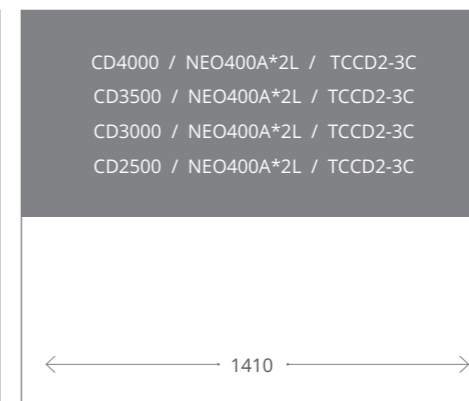 CD4000 / NEO400A*2L / TCCD2-3C
CD3500 / NEO400A*2L / TCCD2-3C
CD3000 / NEO400A*2L / TCCD2-3C
CD2500 / NEO400A*2L / TCCD2-3C
1410